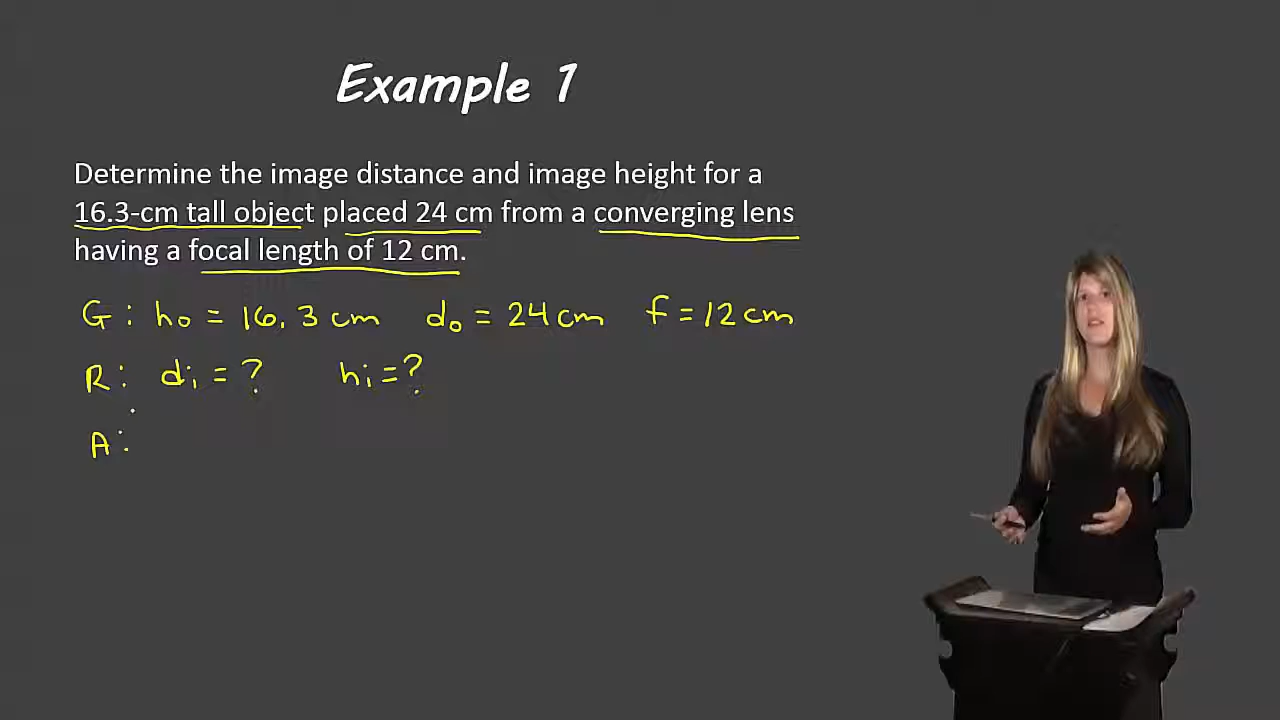 Example 1
Determine the image distance and image height for a
16.3-cm tall object placed 24 cm from a converging lens
having a focal length of 12 cm.
G: ho = 16.3 cm do = 24 cm f = 12 cm
R: di = ? hi = ?
A: